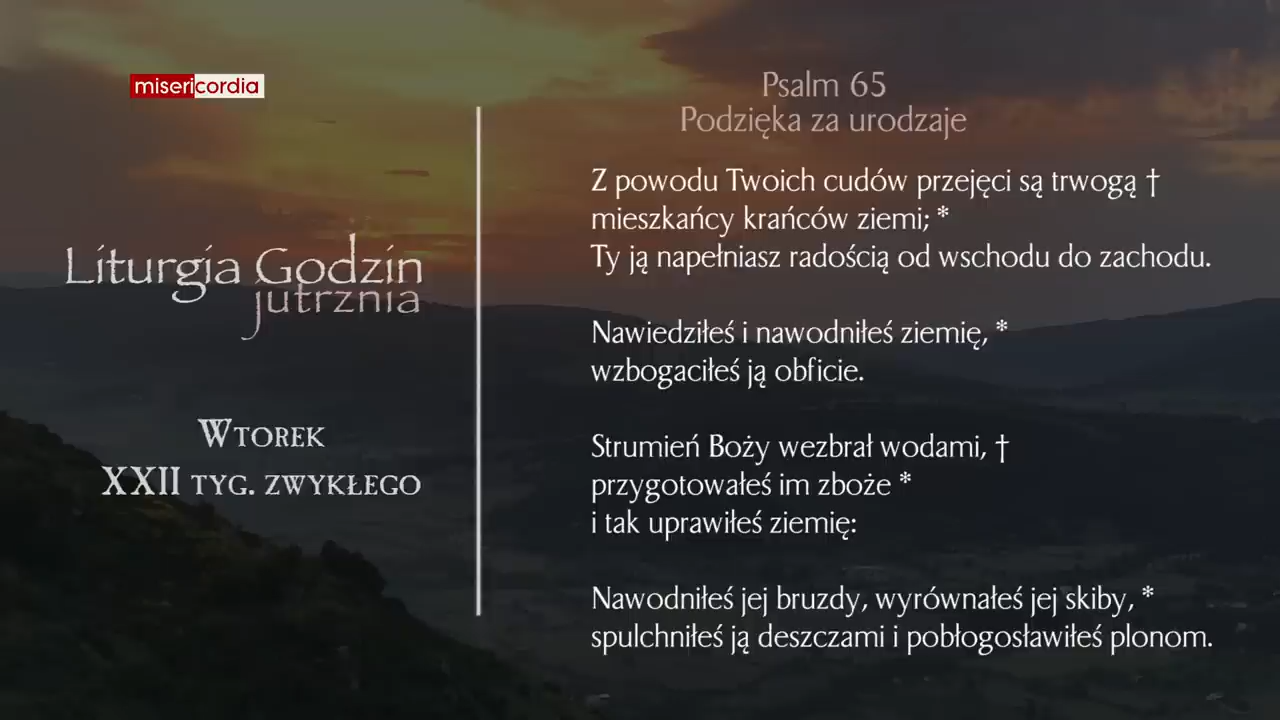 misericordia
Liturgia Godzin
jutrznia
Wtorek
XXII tyg. zwykłego
Psalm 65
Podzięka za urodzaje
Z powodu Twoich cudów przejęci są trwogą †
mieszkańcy krańców ziemi; *
Ty ją napełniasz radością od wschodu do zachodu.
Nawiedziłeś i nawodniłeś ziemię, *
wzbogaciłeś ją obficie.
Strumień Boży wezbrał wodami, †
przygotowałeś im zboże *
i tak uprawiłeś ziemię:
Nawodniłeś jej bruzdy, wyrównałeś jej skiby, *
spulchniłeś ją deszczami i pobłogosławiłeś plonom.